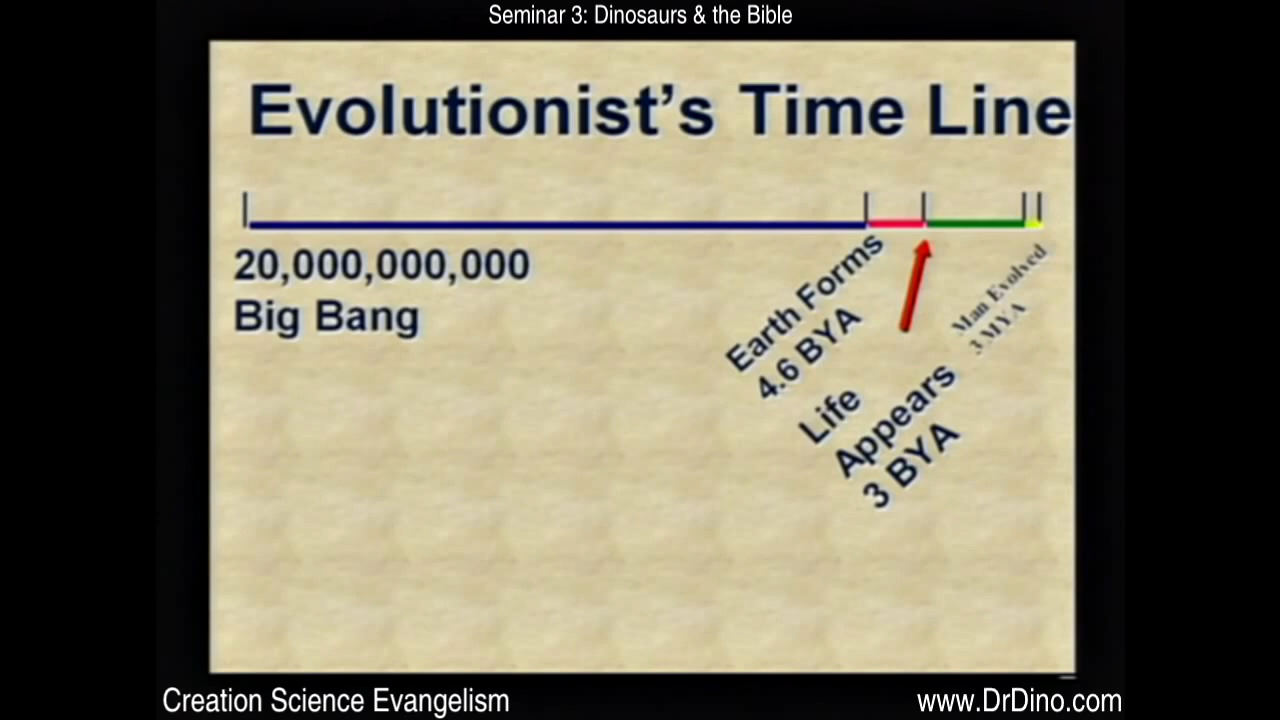 Seminar 3: Dinosaurs & the Bible
Evolutionist's Time Line
20,000,000,000
Big Bang
Earth Forms
4.6 BYA
Life
Appears
3 BYA
Man Evolved
3 MYA
Creation Science Evangelism
www.DrDino.com